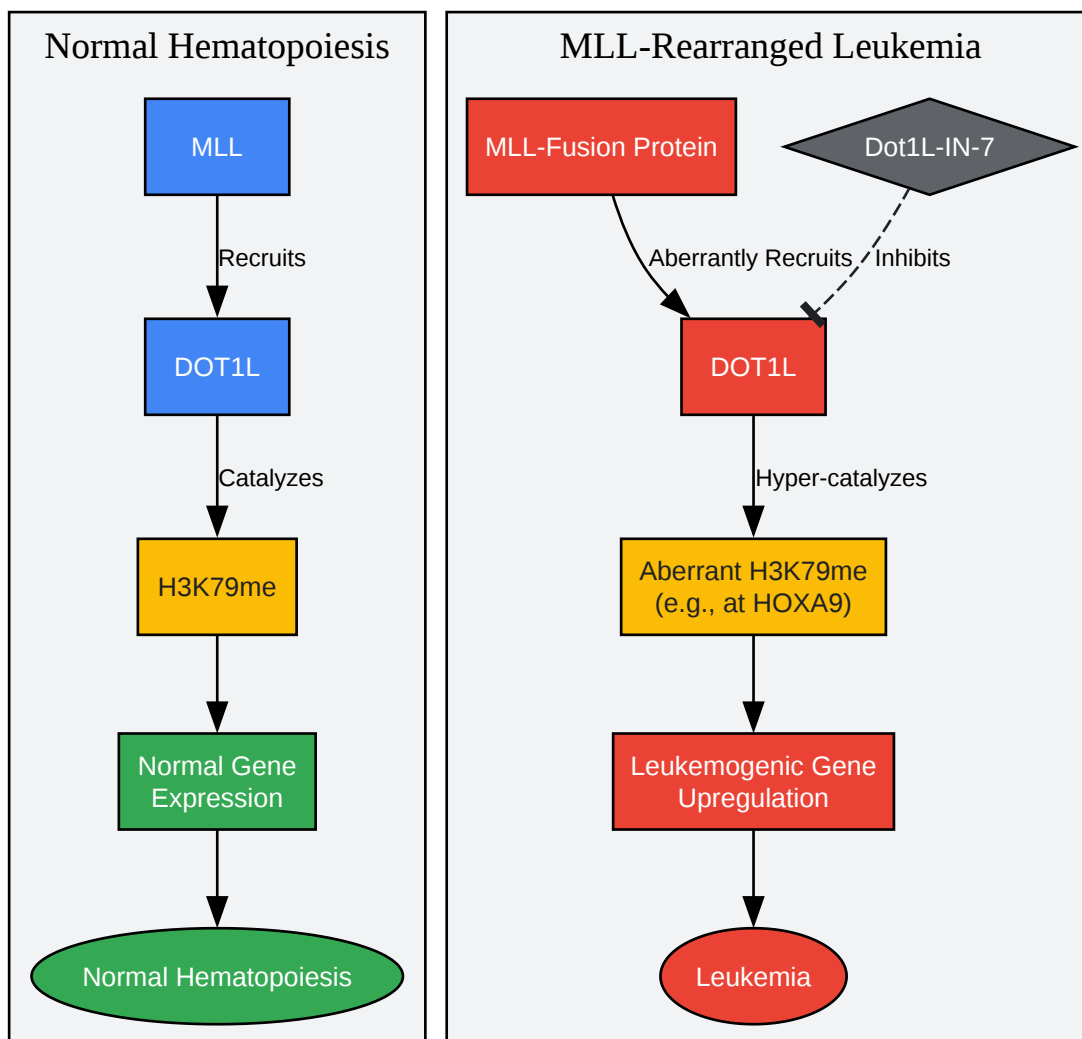 Normal Hematopoiesis
MLL
Recruits
DOT1L
Catalyzes
H3K79me
Normal Gene
Expression
Normal Hematopoiesis
MLL-Rearranged Leukemia
MLL-Fusion Protein
Dot1L-IN-7
Aberrantly Recruits
Inhibits
DOT1L
Hyper-catalyzes
Aberrant H3K79me
(e.g., at HOXA9)
Leukemogenic Gene
Upregulation
Leukemia